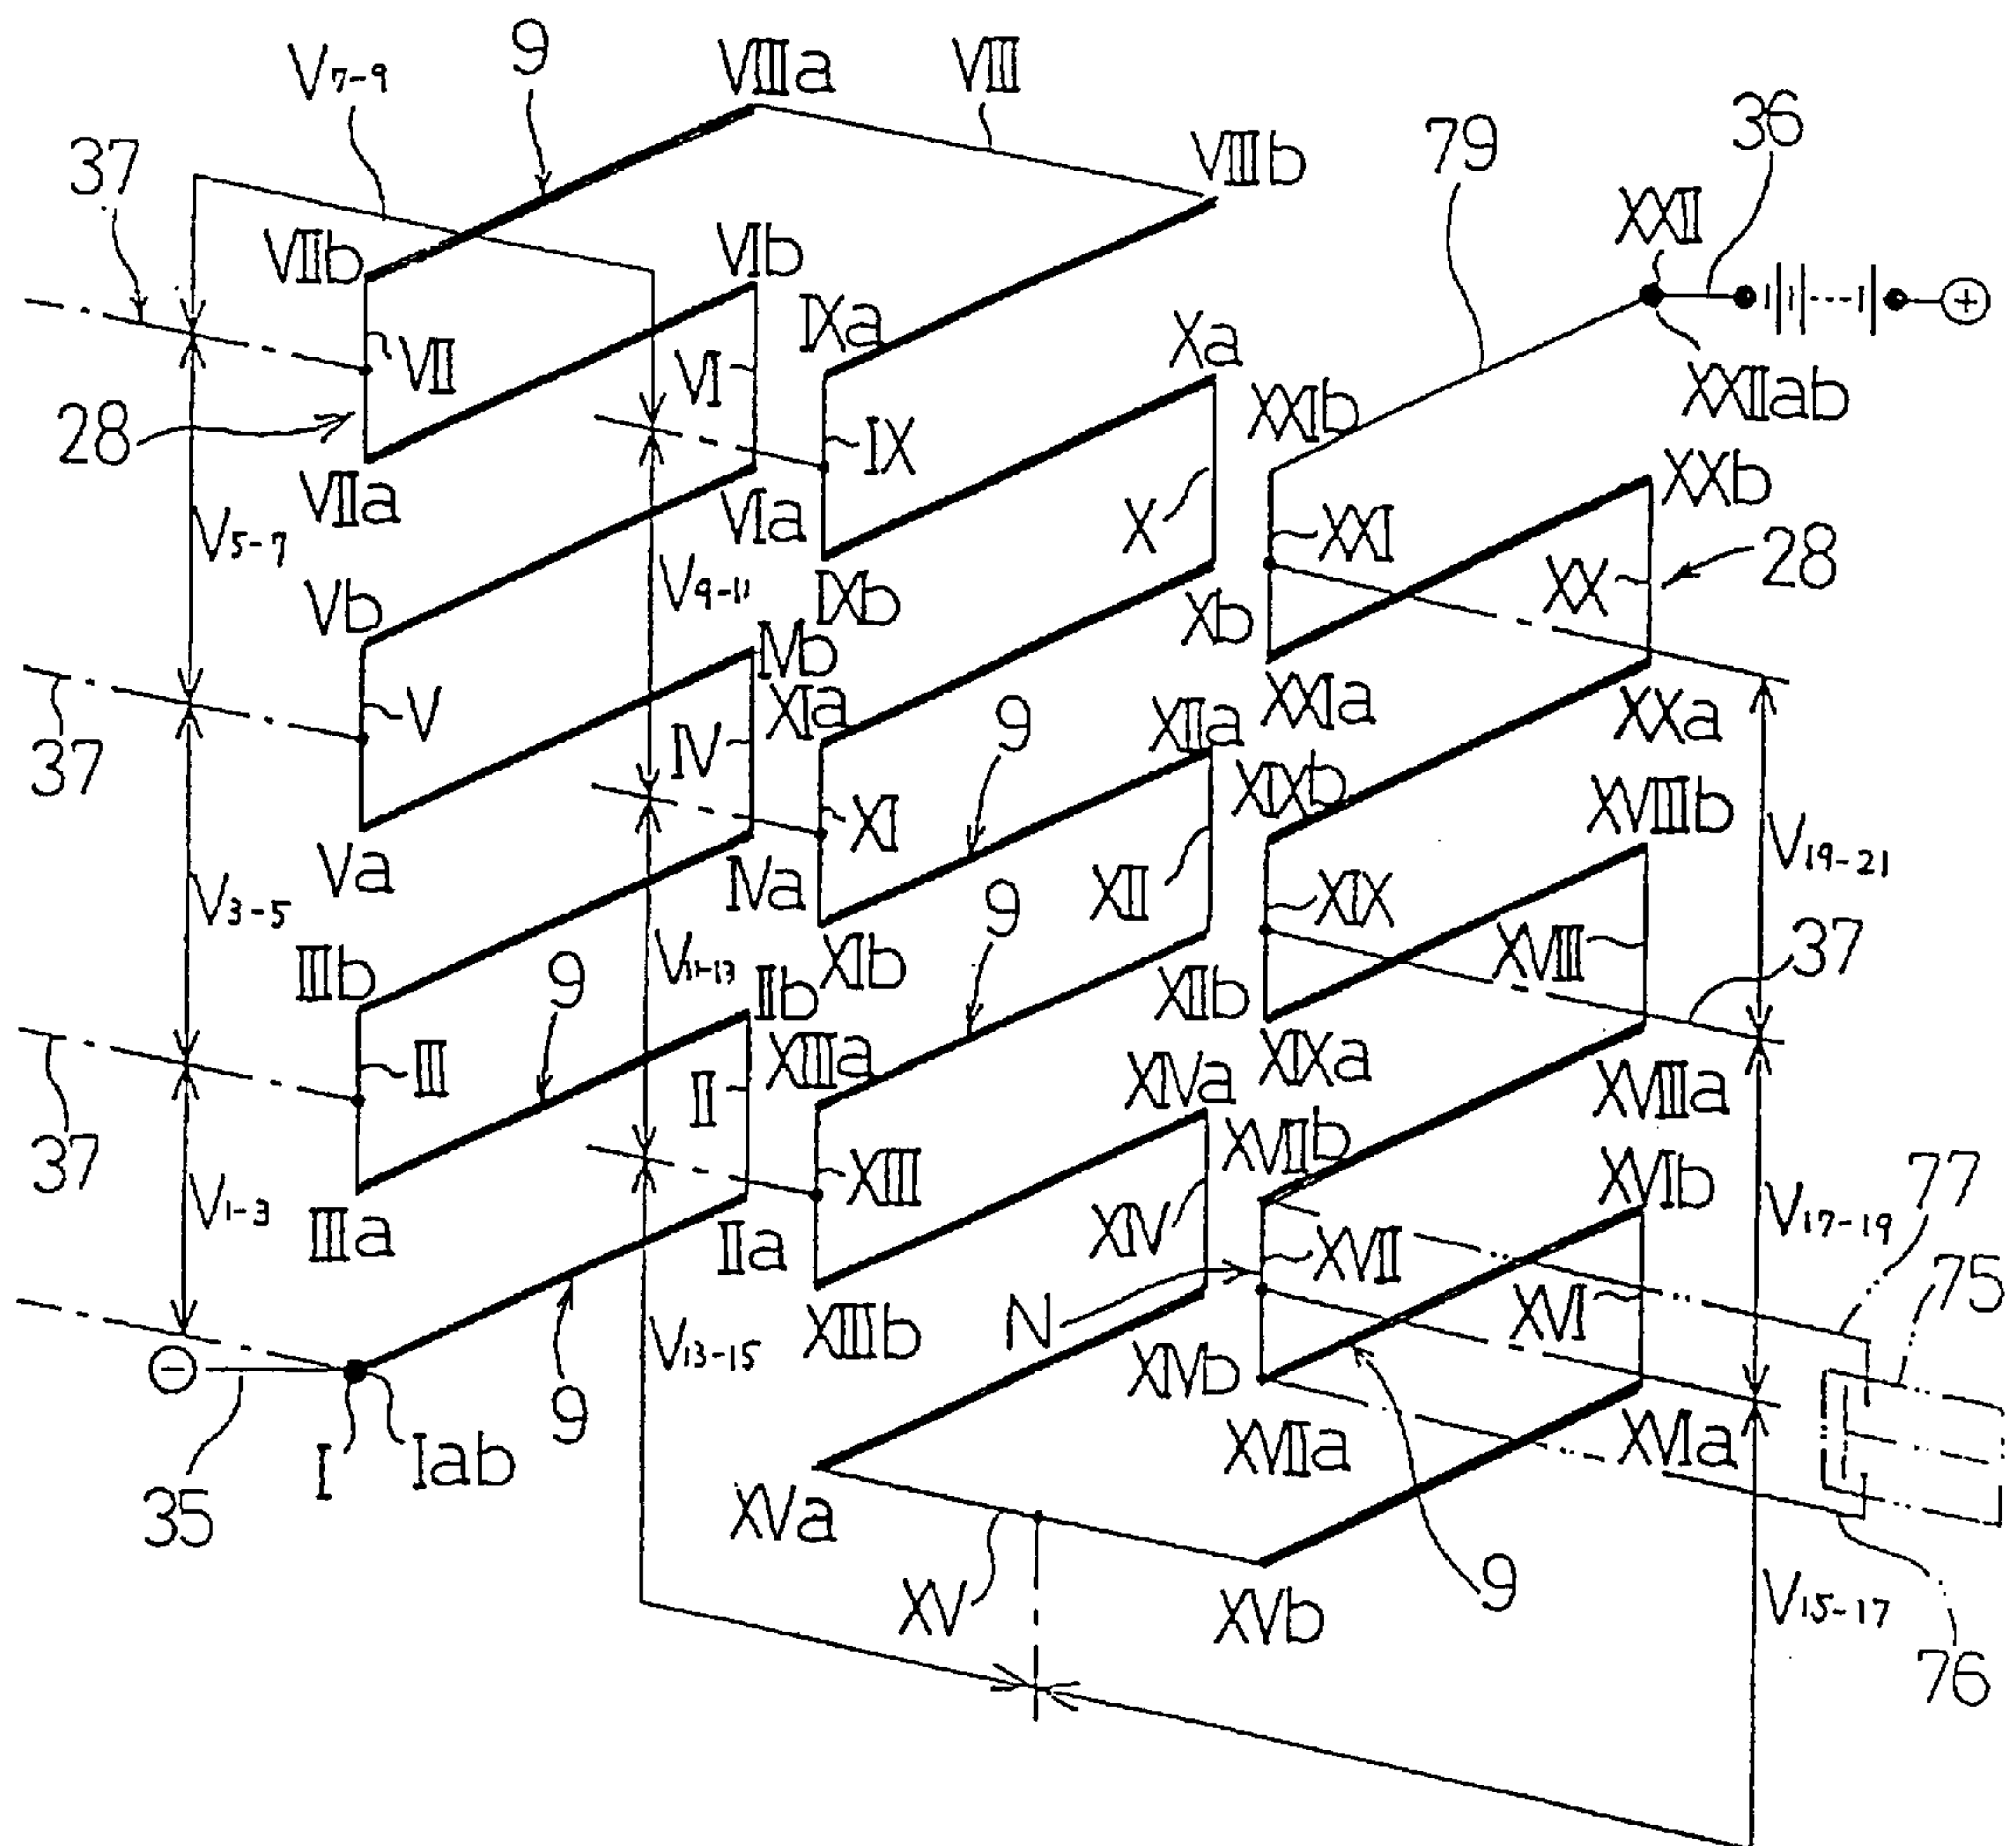 V7-9
9
VIIIa
VIII
36
37
VIIIb
79
XXII
VIIb
VIb
IXa
Xa
+
VII
VI
XXIb
XXIIab
28
IX
XXb
VIIa
VIa
X
XXI
28
V5-7
V9-11
XX
Vb
IXb
Xb
IVb
XIa
XIIa
XXIa
XXa
37
V
IV
9
XIXb
XVIIIb
XI
V19-21
Va
IVa
XII
XIX
V3-5
9
XVIII
37
IIIb
9
V11-13
XIb
IIb
XIIb
XIIIa
XIXa
III
II
XIVa
XVIIIa
37
XVIIb
XVIb
77
V1-3
XIII
XIV
V17-19
IIIa
IIa
XVII
75
N
XVI
XIIIb
V13-15
XIVb
−
9
XVIIa
XVIa
I
Iab
35
XVa
XV
XVb
9
V15-17
76